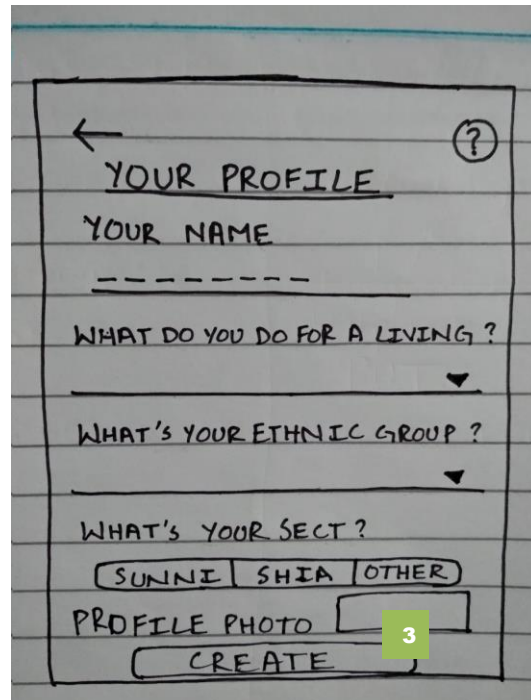 ?
YOUR PROFILE
YOUR NAME
WHAT DO YOU DO FOR A LIVING ?
WHAT'S YOUR ETHNIC GROUP ?
WHAT'S YOUR SECT ?
SUNNI SHIA OTHER
PROFILE PHOTO
3
CREATE